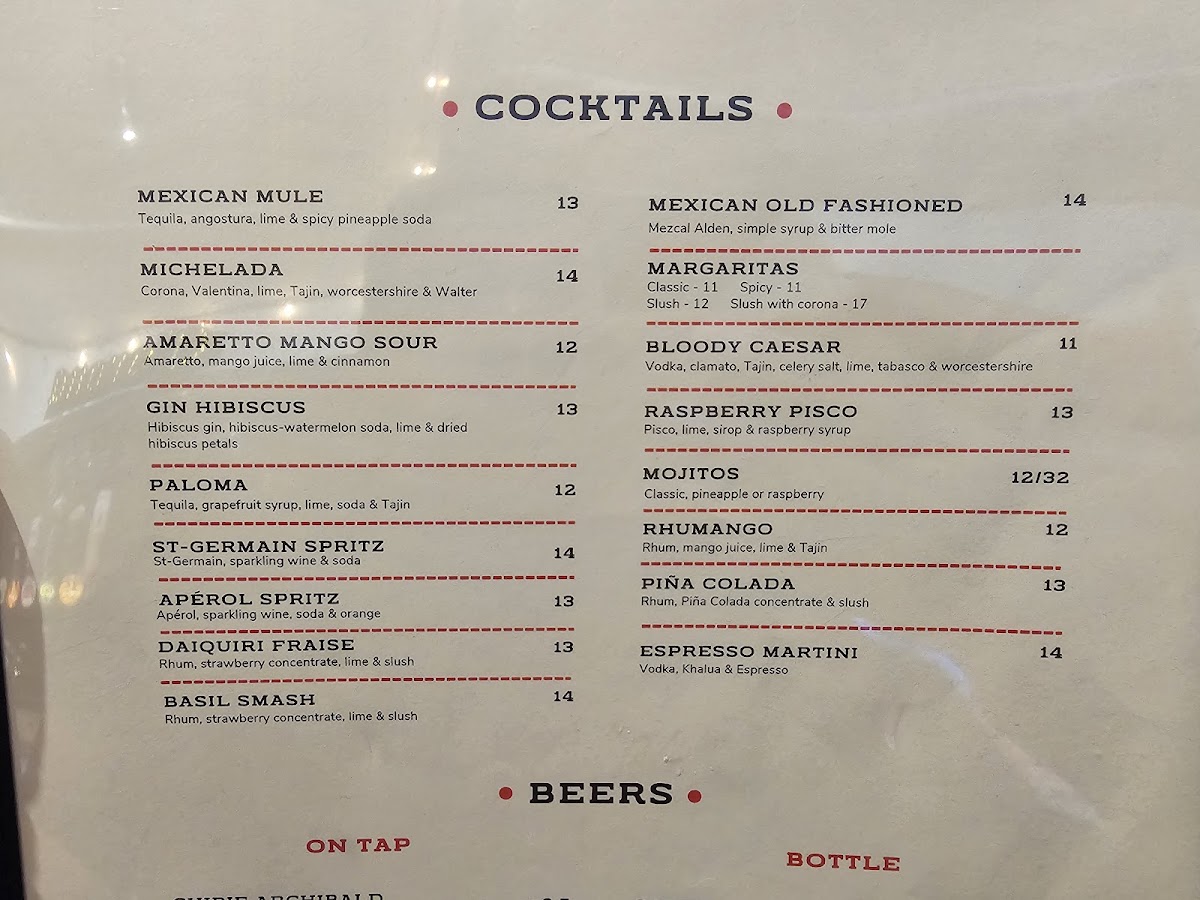 COCKTAILS
MEXICAN MULE 13
Tequila, angostura, lime & spicy pineapple soda
MICHELADA 14
Corona, Valentina, lime, Tajin, worcestershire & Walter
AMARETTO MANGO SOUR 12
Amaretto, mango juice, lime & cinnamon
GIN HIBISCUS 13
Hibiscus gin, hibiscus-watermelon soda, lime & dried
hibiscus petals
PALOMA 12
Tequila, grapefruit syrup, lime, soda & Tajin
ST-GERMAIN SPRITZ 14
St-Germain, sparkling wine & soda
APÉROL SPRITZ 13
Apérol, sparkling wine, soda & orange
DAIQUIRI FRAISE 13
Rhum, strawberry concentrate, lime & slush
BASIL SMASH 14
Rhum, strawberry concentrate, lime & slush
MEXICAN OLD FASHIONED 14
Mezcal Alden, simple syrup & bitter mole
MARGARITAS
Classic - 11 Spicy - 11
Slush - 12 Slush with corona - 17
BLOODY CAESAR 11
Vodka, clamato, Tajin, celery salt, lime, tabasco & worcestershire
RASPBERRY PISCO 13
Pisco, lime, sirop & raspberry syrup
MOJITOS 12/32
Classic, pineapple or raspberry
RHUMANGO 12
Rhum, mango juice, lime & Tajin
PIÑA COLADA 13
Rhum, Piña Colada concentrate & slush
ESPRESSO MARTINI 14
Vodka, Khalua & Espresso
BEERS
ON TAP
BOTTLE
ARCHIBALD